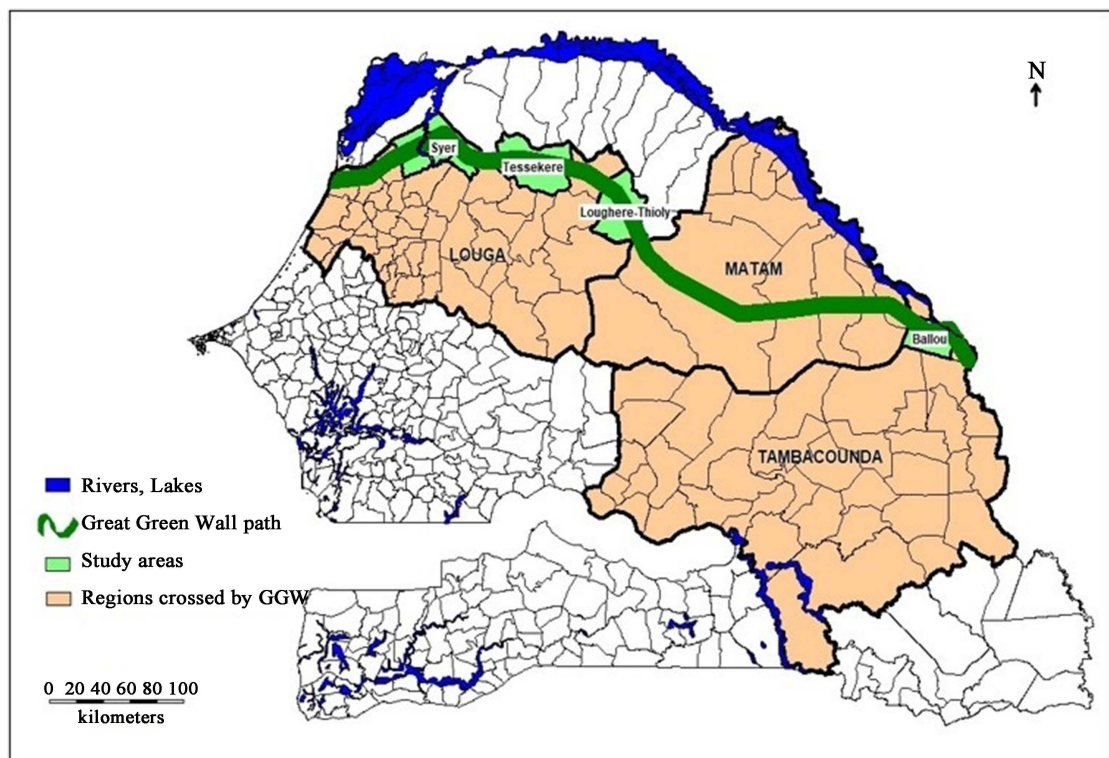 N
Syer
Tessekere
Loughere-Thioly
LOUGA
MATAM
Ballou
TAMBACOUNDA
Rivers, Lakes
Great Green Wall path
Study areas
Regions crossed by GGW
0 20 40 60 80 100
kilometers